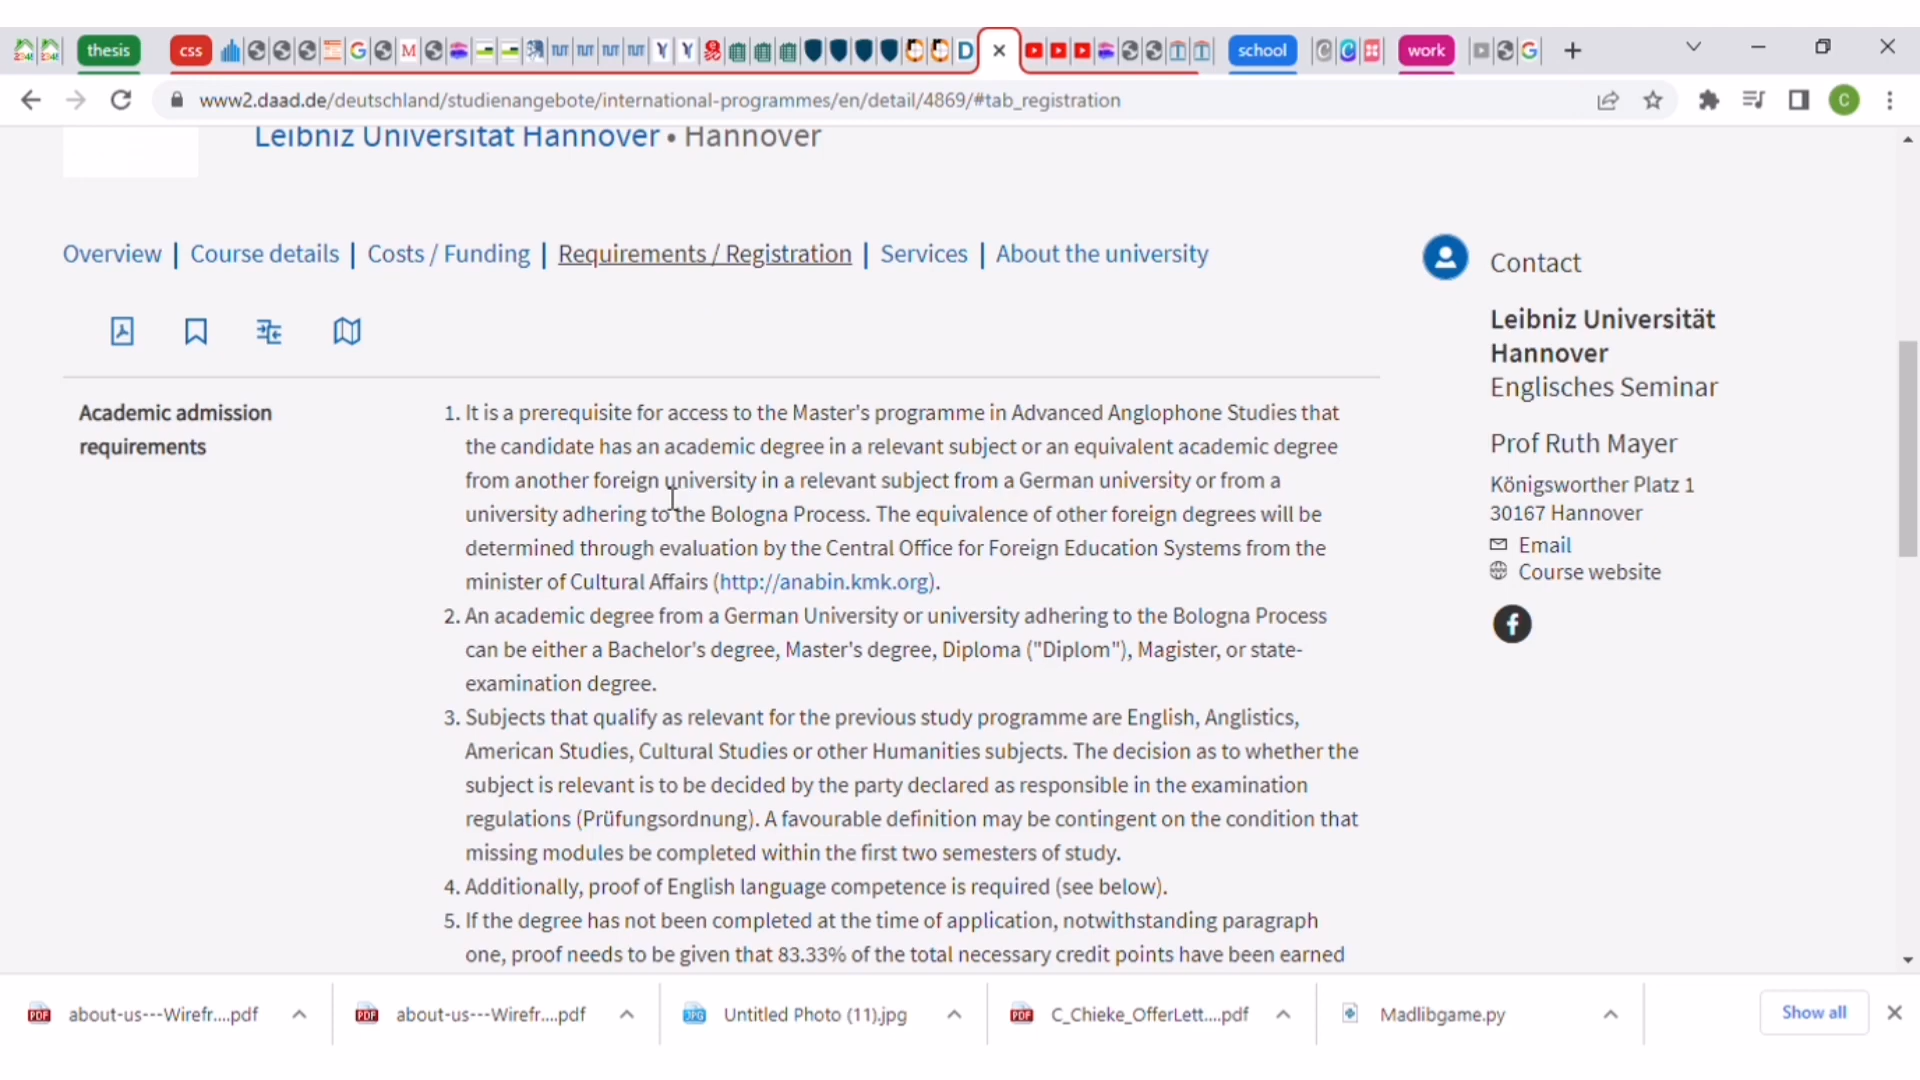 thesis
css
school
work
www2.daad.de/deutschland/studienangebote/international-programmes/en/detail/4869/#tab_registration
C
Leibniz Universität Hannover • Hannover
Overview | Course details | Costs / Funding | Requirements / Registration | Services | About the university
Academic admission
requirements
1. It is a prerequisite for access to the Master's programme in Advanced Anglophone Studies that
the candidate has an academic degree in a relevant subject or an equivalent academic degree
from another foreign university in a relevant subject from a German university or from a
university adhering to the Bologna Process. The equivalence of other foreign degrees will be
determined through evaluation by the Central Office for Foreign Education Systems from the
minister of Cultural Affairs (http://anabin.kmk.org).
2. An academic degree from a German University or university adhering to the Bologna Process
can be either a Bachelor's degree, Master's degree, Diploma ("Diplom"), Magister, or state-
examination degree.
3. Subjects that qualify as relevant for the previous study programme are English, Anglistics,
American Studies, Cultural Studies or other Humanities subjects. The decision as to whether the
subject is relevant is to be decided by the party declared as responsible in the examination
regulations (Prüfungsordnung). A favourable definition may be contingent on the condition that
missing modules be completed within the first two semesters of study.
4. Additionally, proof of English language competence is required (see below).
5. If the degree has not been completed at the time of application, notwithstanding paragraph
one, proof needs to be given that 83.33% of the total necessary credit points have been earned
Contact
Leibniz Universität
Hannover
Englisches Seminar
Prof Ruth Mayer
Königsworther Platz 1
30167 Hannover
Email
Course website
about-us---Wirefr....pdf
about-us---Wirefr....pdf
Untitled Photo (11).jpg
C_Chieke_OfferLett....pdf
Madlibgame.py
Show all